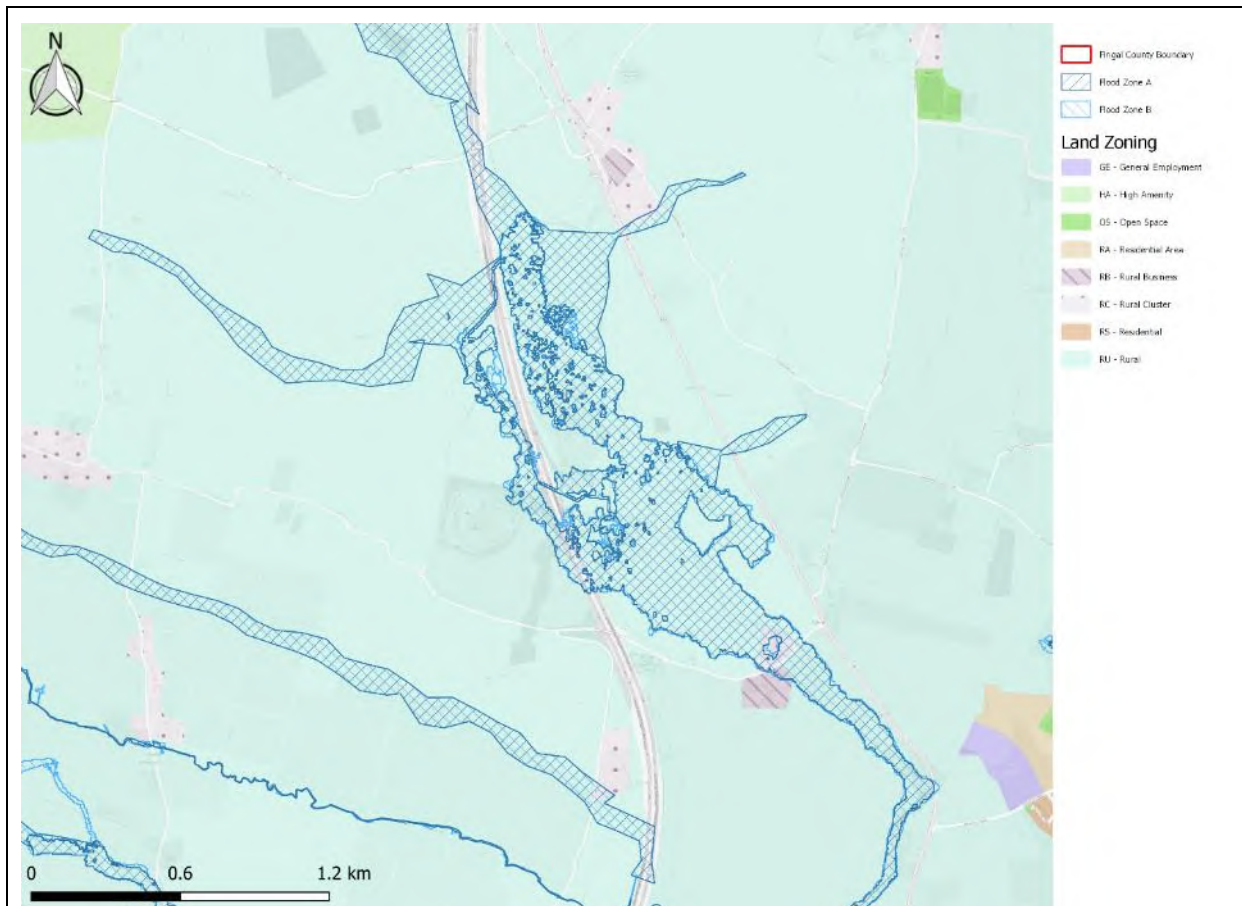 N
Fingal County Boundary
Flood Zone A
Flood Zone B
Land Zoning
GE - General Employment
HA - High Amenity
OS - Open Space
RA - Residential Area
RB - Rural Business
RC - Rural Cluster
RS - Residential
RU - Rural
0 0.6 1.2 km